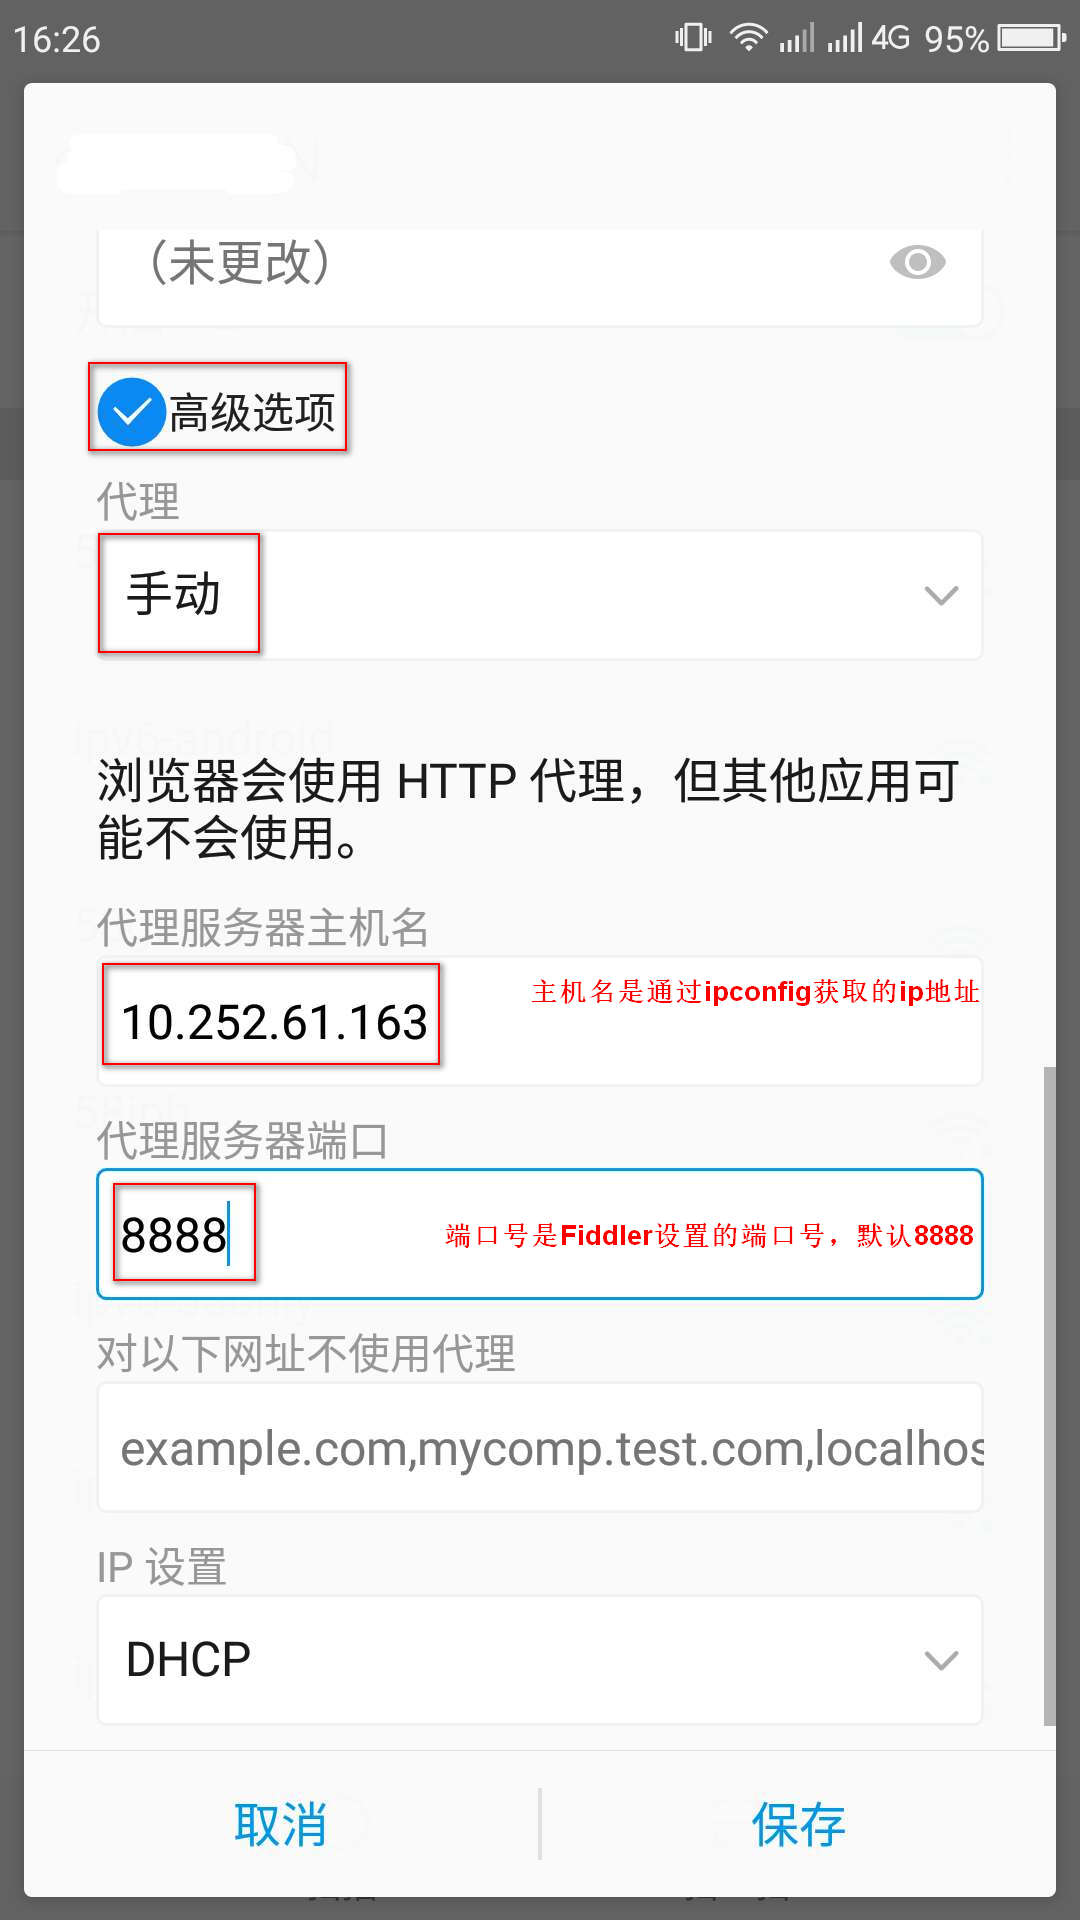 16:26 4G 95%
（未更改）
高级选项
代理
手动
浏览器会使用 HTTP 代理，但其他应用可
能不会使用。
代理服务器主机名
10.252.61.163 主机名是通过ipconfig获取的ip地址
代理服务器端口
8888 端口号是Fiddler设置的端口号，默认8888
对以下网址不使用代理
example.com,mycomp.test.com,localhos
IP 设置
DHCP
取消 保存